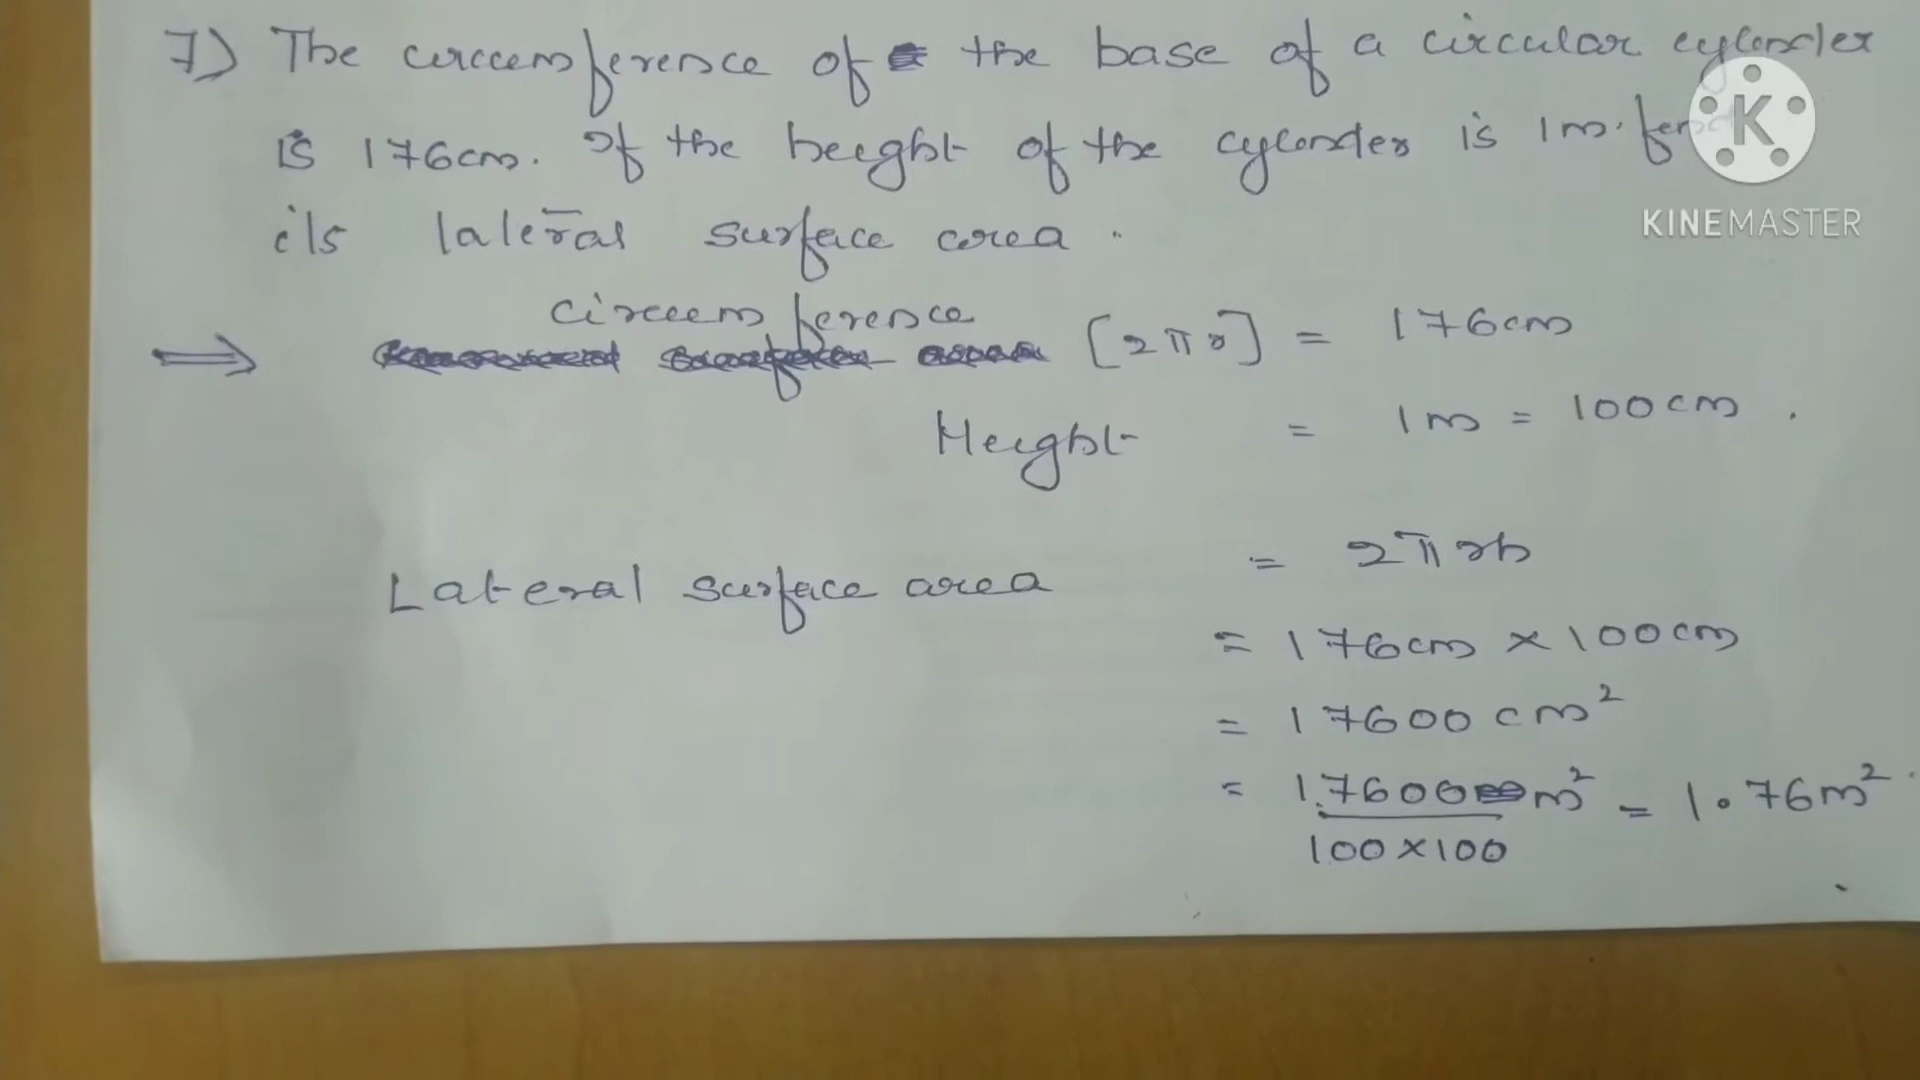 7) The circumference of the base of a circular cylinder
is 176cm. If the height of the cylinder is 1m. find
its lateral surface area.
KINEMASTER
circumference
⇒ [2πr] = 176cm
Height = 1m = 100cm.
Lateral surface area = 2πrh
= 176cm × 100cm
= 17600 cm²
= 1.7600 m² / 100×100 = 1.76m².